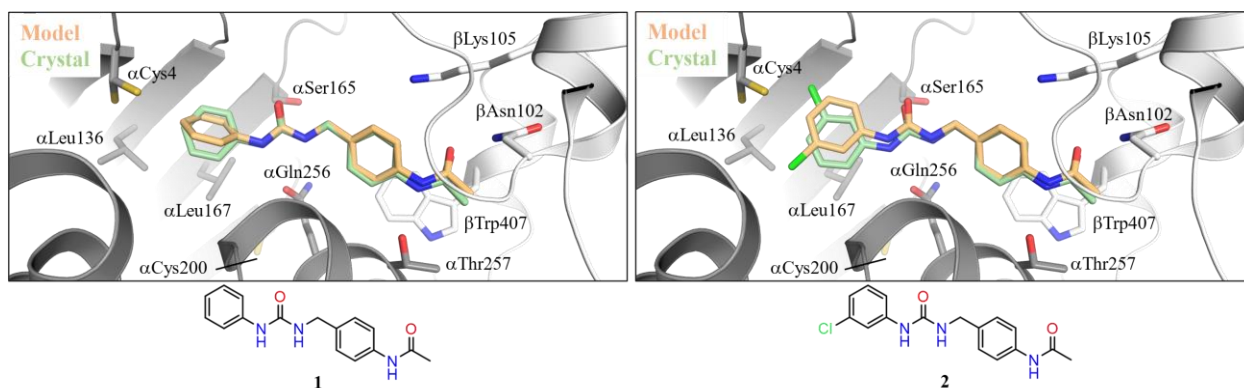 Model
Crystal
αCys4
αSer165
βLys105
βAsn102
αLeu136
αLeu167
αGln256
βTrp407
αCys200
αThr257
O
N
H
N
H
O
N
H
1
Model
Crystal
αCys4
αSer165
βLys105
βAsn102
αLeu136
αLeu167
αGln256
βTrp407
αCys200
αThr257
Cl
O
N
H
N
H
O
N
H
2